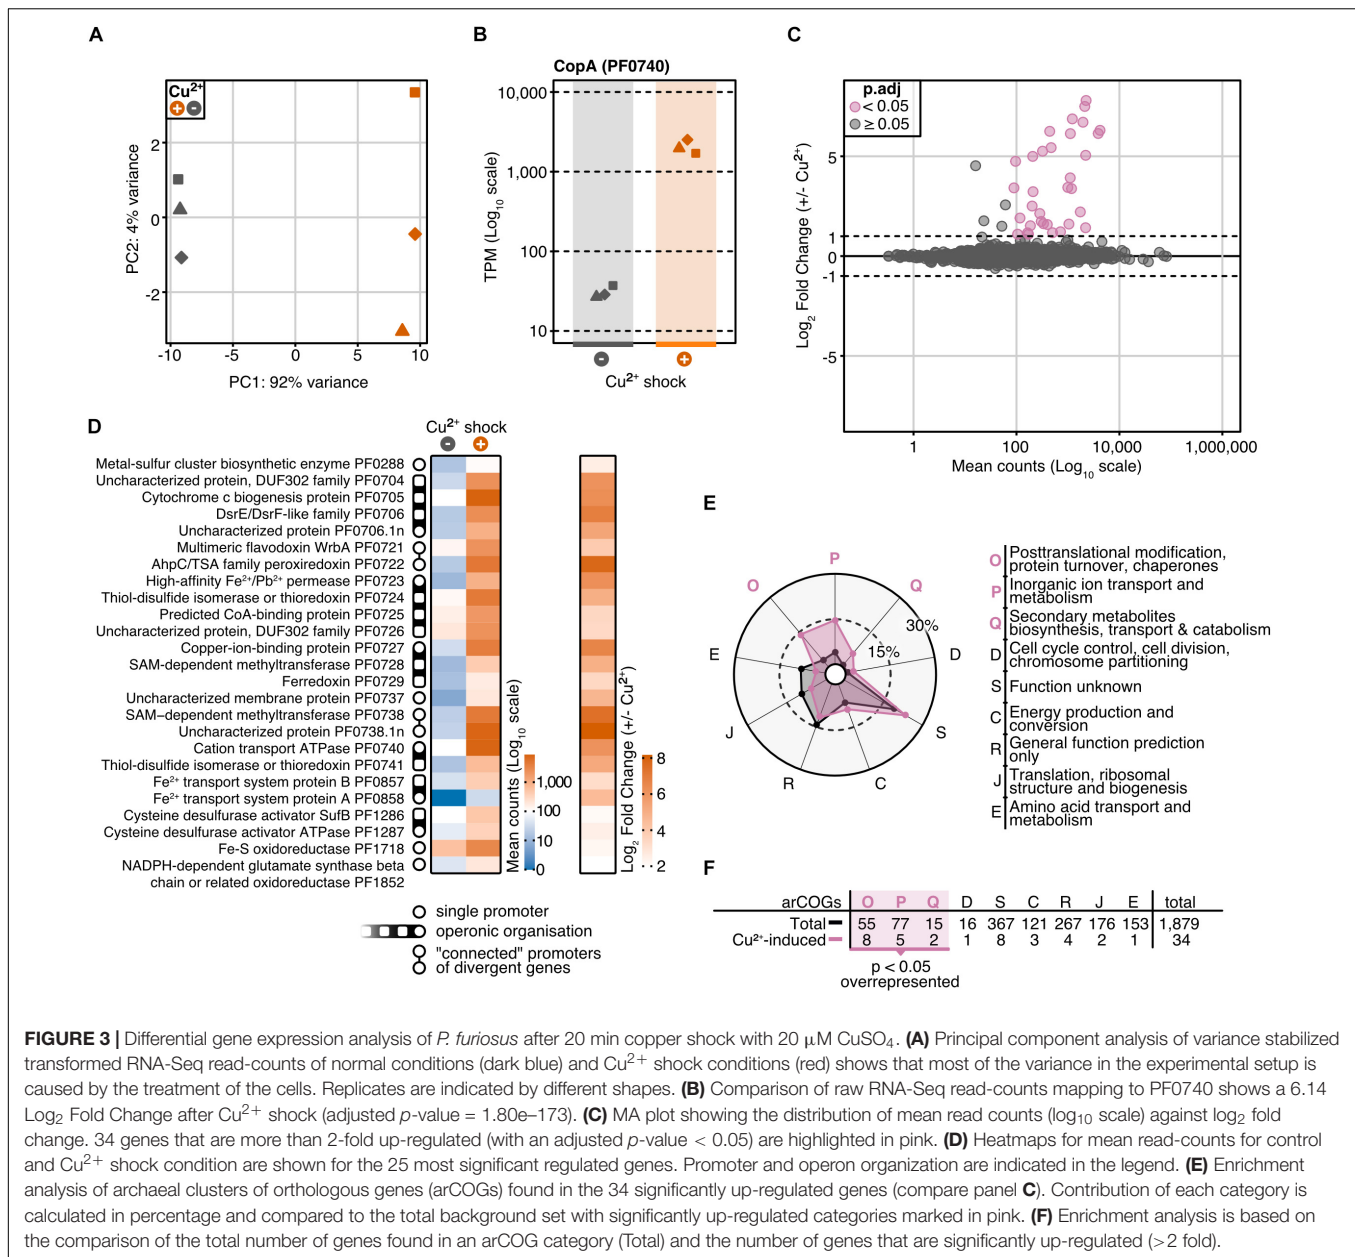 A
Cu2+
+ -
2
0
-2
-10
-5
0
5
10
PC2: 4% variance
PC1: 92% variance
B
CopA (PF0740)
10,000
1,000
100
10
TPM (Log10 scale)
- +
Cu2+ shock
C
p.adj
< 0.05
≥ 0.05
5
1
0
-1
-5
Log2 Fold Change (+/- Cu2+)
1
100
10,000
1,000,000
Mean counts (Log10 scale)
D
Cu2+ shock
- +
Metal-sulfur cluster biosynthetic enzyme PF0288
Uncharacterized protein, DUF302 family PF0704
Cytochrome c biogenesis protein PF0705
DsrE/DsrF-like family PF0706
Uncharacterized protein PF0706.1n
Multimeric flavodoxin WrbA PF0721
AhpC/TSA family peroxiredoxin PF0722
High-affinity Fe2+/Pb2+ permease PF0723
Thiol-disulfide isomerase or thioredoxin PF0724
Predicted CoA-binding protein PF0725
Uncharacterized protein, DUF302 family PF0726
Copper-ion-binding protein PF0727
SAM-dependent methyltransferase PF0728
Ferredoxin PF0729
Uncharacterized membrane protein PF0737
SAM–dependent methyltransferase PF0738
Uncharacterized protein PF0738.1n
Cation transport ATPase PF0740
Thiol-disulfide isomerase or thioredoxin PF0741
Fe2+ transport system protein B PF0857
Fe2+ transport system protein A PF0858
Cysteine desulfurase activator SufB PF1286
Cysteine desulfurase activator ATPase PF1287
Fe-S oxidoreductase PF1718
NADPH-dependent glutamate synthase beta
chain or related oxidoreductase PF1852
Mean counts (Log10 scale)
1,000
100
10
0
Log2 Fold Change (+/- Cu2+)
8
6
4
2
single promoter
operonic organisation
"connected" promoters
of divergent genes
E
P
Q
D
S
C
R
J
E
O
30%
15%
O Posttranslational modification,
protein turnover, chaperones
P Inorganic ion transport and
metabolism
Q Secondary metabolites
biosynthesis, transport & catabolism
D Cell cycle control, cell division,
chromosome partitioning
S Function unknown
C Energy production and
conversion
R General function prediction
only
J Translation, ribosomal
structure and biogenesis
E Amino acid transport and
metabolism
F
arCOGs O P Q D S C R J E total
Total 55 77 15 16 367 121 267 176 153 1,879
Cu2+-induced 8 5 2 1 8 3 4 2 1 34
p < 0.05
overrepresented
FIGURE 3 | Differential gene expression analysis of P. furiosus after 20 min copper shock with 20 µM CuSO4. (A) Principal component analysis of variance stabilized
transformed RNA-Seq read-counts of normal conditions (dark blue) and Cu2+ shock conditions (red) shows that most of the variance in the experimental setup is
caused by the treatment of the cells. Replicates are indicated by different shapes. (B) Comparison of raw RNA-Seq read-counts mapping to PF0740 shows a 6.14
Log2 Fold Change after Cu2+ shock (adjusted p-value = 1.80e–173). (C) MA plot showing the distribution of mean read counts (log10 scale) against log2 fold
change. 34 genes that are more than 2-fold up-regulated (with an adjusted p-value < 0.05) are highlighted in pink. (D) Heatmaps for mean read-counts for control
and Cu2+ shock condition are shown for the 25 most significant regulated genes. Promoter and operon organization are indicated in the legend. (E) Enrichment
analysis of archaeal clusters of orthologous genes (arCOGs) found in the 34 significantly up-regulated genes (compare panel C). Contribution of each category is
calculated in percentage and compared to the total background set with significantly up-regulated categories marked in pink. (F) Enrichment analysis is based on
the comparison of the total number of genes found in an arCOG category (Total) and the number of genes that are significantly up-regulated (>2 fold).